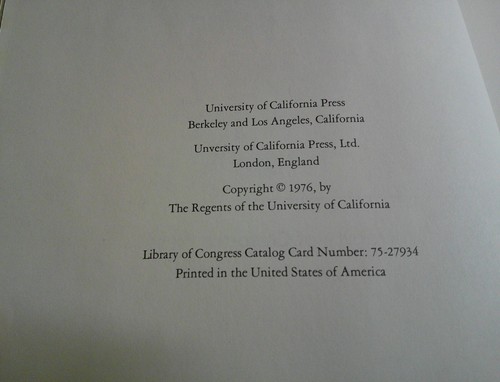 University of California Press
Berkeley and Los Angeles, California
Unversity of California Press, Ltd.
London, England
Copyright © 1976, by
The Regents of the University of California
Library of Congress Catalog Card Number: 75-27934
Printed in the United States of America